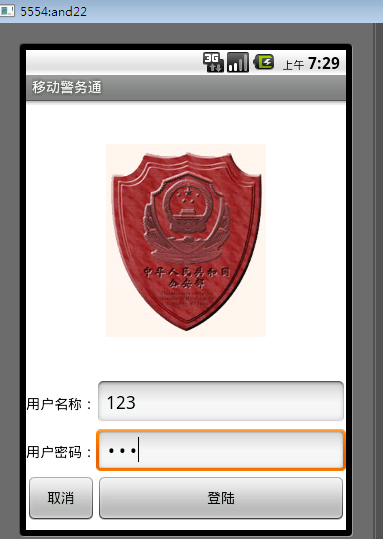 5554:and22
3G 上午 7:29
移动警务通
中华人民共和国
公安部
用户名称：123
用户密码：•••
取消 登陆